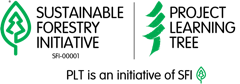 SUSTAINABLE
FORESTRY
INITIATIVE
SFI-00001
PROJECT
LEARNING
TREE
PLT is an initiative of SFI